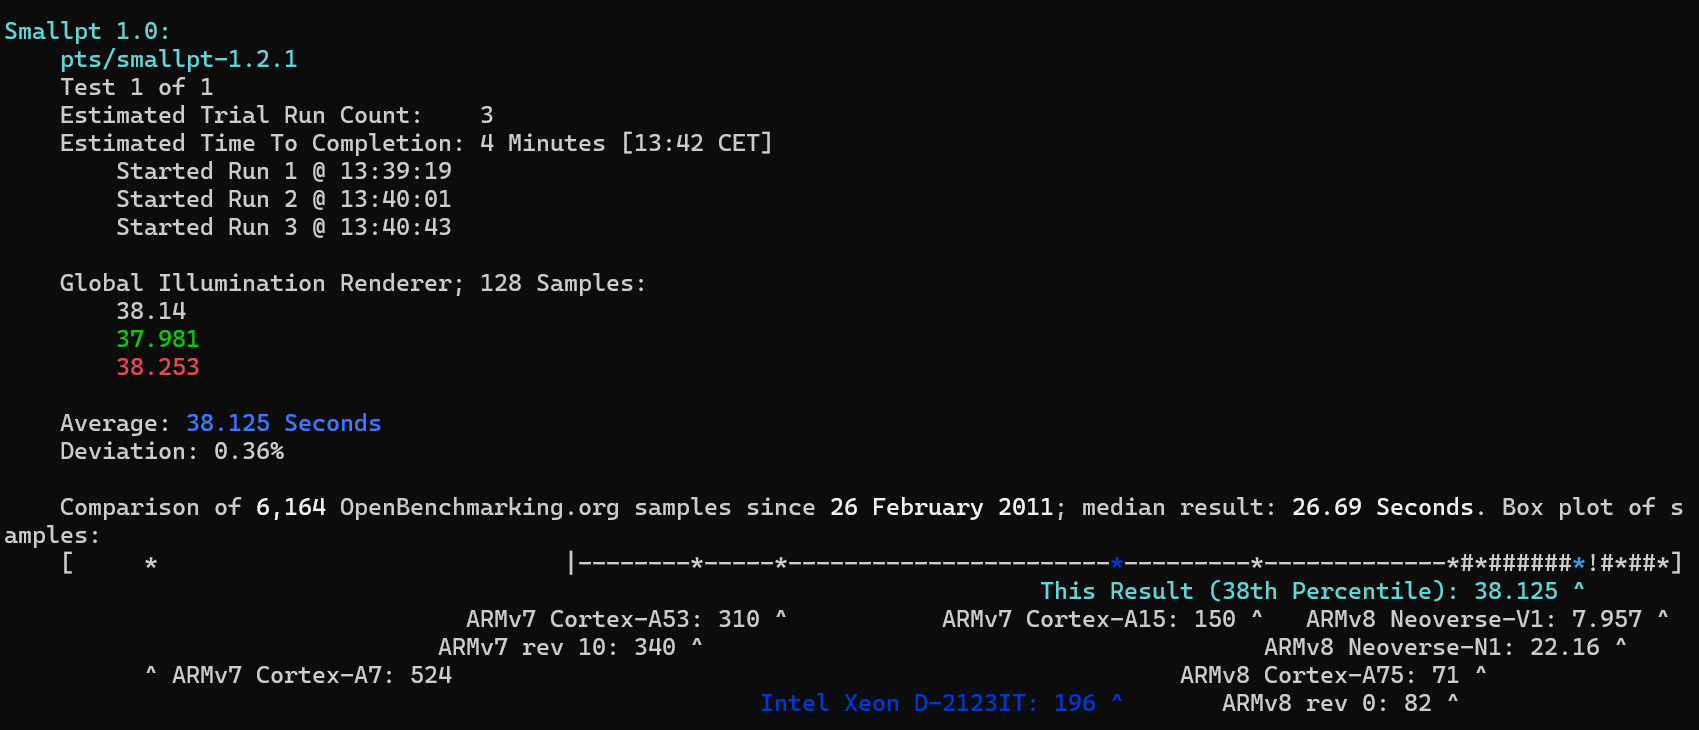 Smallpt 1.0:
    pts/smallpt-1.2.1
    Test 1 of 1
    Estimated Trial Run Count:    3
    Estimated Time To Completion: 4 Minutes [13:42 CET]
        Started Run 1 @ 13:39:19
        Started Run 2 @ 13:40:01
        Started Run 3 @ 13:40:43

    Global Illumination Renderer; 128 Samples:
        38.14
        37.981
        38.253

    Average: 38.125 Seconds
    Deviation: 0.36%

    Comparison of 6,164 OpenBenchmarking.org samples since 26 February 2011; median result: 26.69 Seconds. Box plot of s
amples:
    [     *                             |--------*-----*-----------------------*---------*-------------*#*######*!#*##*]
                                                                          This Result (38th Percentile): 38.125 ^
                                 ARMv7 Cortex-A53: 310 ^           ARMv7 Cortex-A15: 150 ^   ARMv8 Neoverse-V1: 7.957 ^
                               ARMv7 rev 10: 340 ^                                        ARMv8 Neoverse-N1: 22.16 ^
          ^ ARMv7 Cortex-A7: 524                                                    ARMv8 Cortex-A75: 71 ^
                                                      Intel Xeon D-2123IT: 196 ^       ARMv8 rev 0: 82 ^